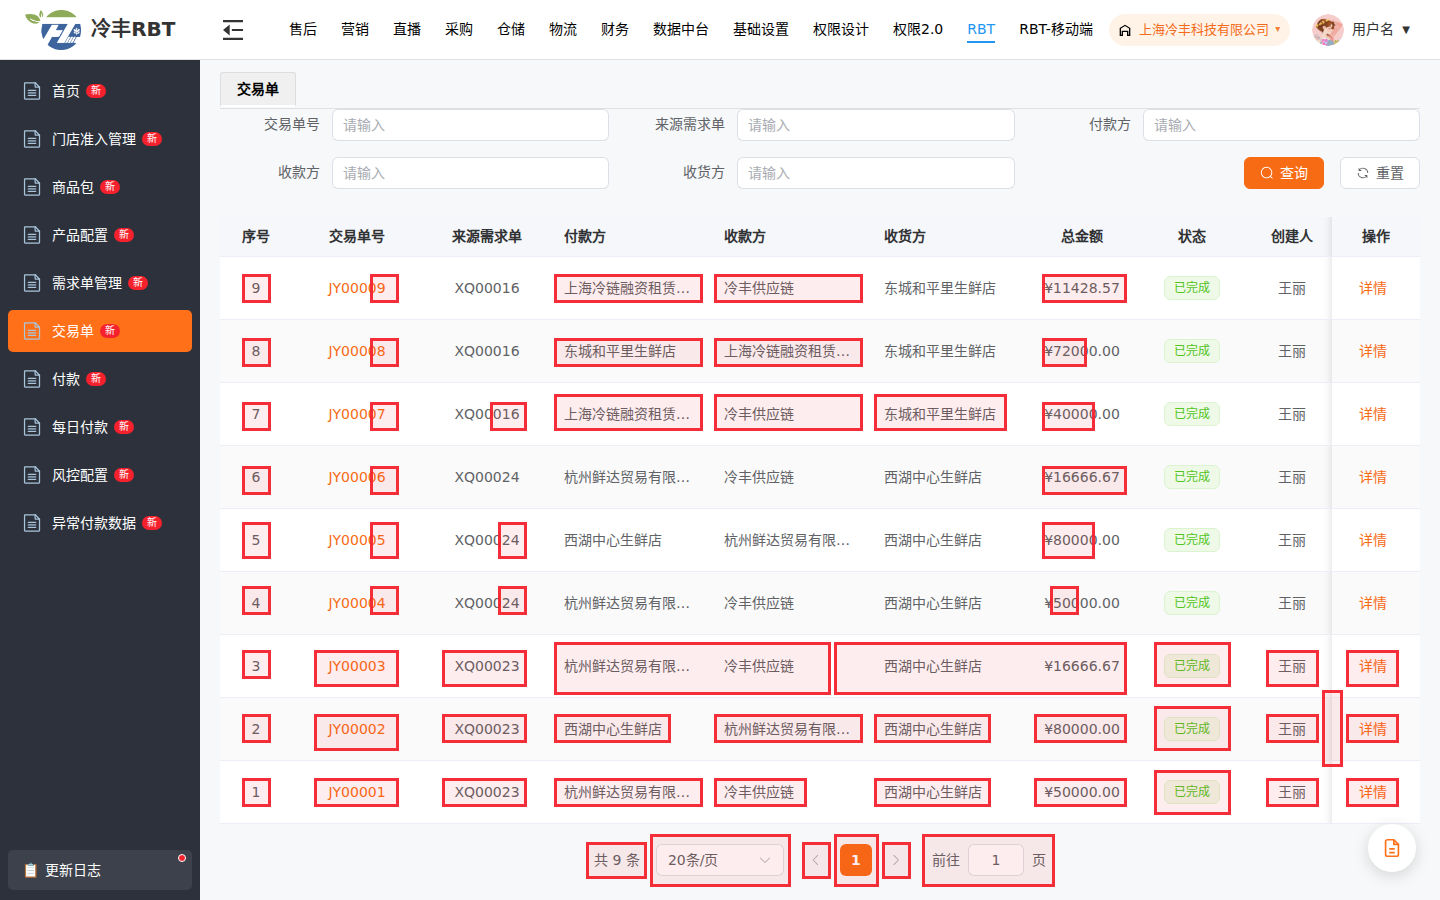 冷丰RBT
售后 营销 直播 采购 仓储 物流 财务 数据中台 基础设置 权限设计 权限2.0 RBT RBT-移动端 上海冷丰科技有限公司 ▾ 用户名 ▼
首页 新
门店准入管理 新
商品包 新
产品配置 新
需求单管理 新
交易单 新
付款 新
每日付款 新
风控配置 新
异常付款数据 新
更新日志
交易单
交易单号 请输入 来源需求单 请输入 付款方 请输入
收款方 请输入 收货方 请输入 查询 重置
序号 交易单号 来源需求单 付款方 收款方 收货方 总金额 状态 创建人 操作
9 JY00009 XQ00016 上海冷链融资租赁… 冷丰供应链 东城和平里生鲜店 ¥11428.57 已完成 王丽 详情
8 JY00008 XQ00016 东城和平里生鲜店 上海冷链融资租赁… 东城和平里生鲜店 ¥72000.00 已完成 王丽 详情
7 JY00007 XQ00016 上海冷链融资租赁… 冷丰供应链 东城和平里生鲜店 ¥40000.00 已完成 王丽 详情
6 JY00006 XQ00024 杭州鲜达贸易有限… 冷丰供应链 西湖中心生鲜店 ¥16666.67 已完成 王丽 详情
5 JY00005 XQ00024 西湖中心生鲜店 杭州鲜达贸易有限… 西湖中心生鲜店 ¥80000.00 已完成 王丽 详情
4 JY00004 XQ00024 杭州鲜达贸易有限… 冷丰供应链 西湖中心生鲜店 ¥50000.00 已完成 王丽 详情
3 JY00003 XQ00023 杭州鲜达贸易有限… 冷丰供应链 西湖中心生鲜店 ¥16666.67 已完成 王丽 详情
2 JY00002 XQ00023 西湖中心生鲜店 杭州鲜达贸易有限… 西湖中心生鲜店 ¥80000.00 已完成 王丽 详情
1 JY00001 XQ00023 杭州鲜达贸易有限… 冷丰供应链 西湖中心生鲜店 ¥50000.00 已完成 王丽 详情
共 9 条 20条/页 1 前往 1 页